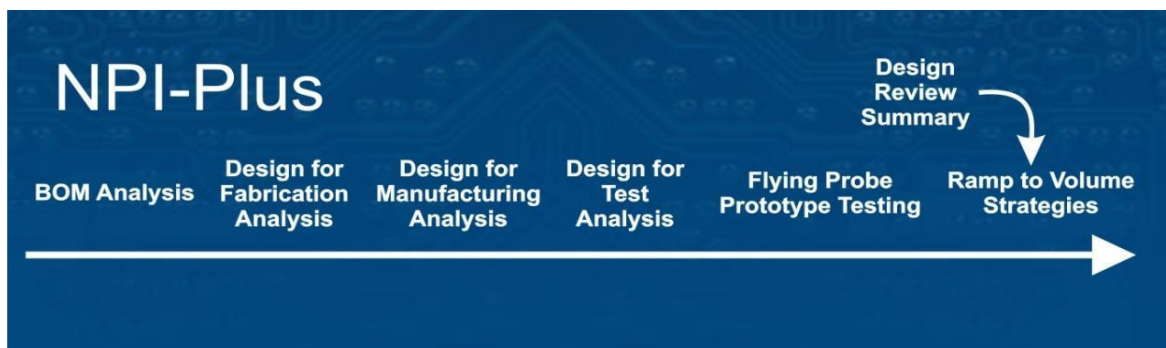 NPI-Plus
Design
Review
Summary
BOM Analysis
Design for
Fabrication
Analysis
Design for
Manufacturing
Analysis
Design for
Test
Analysis
Flying Probe
Prototype Testing
Ramp to Volume
Strategies